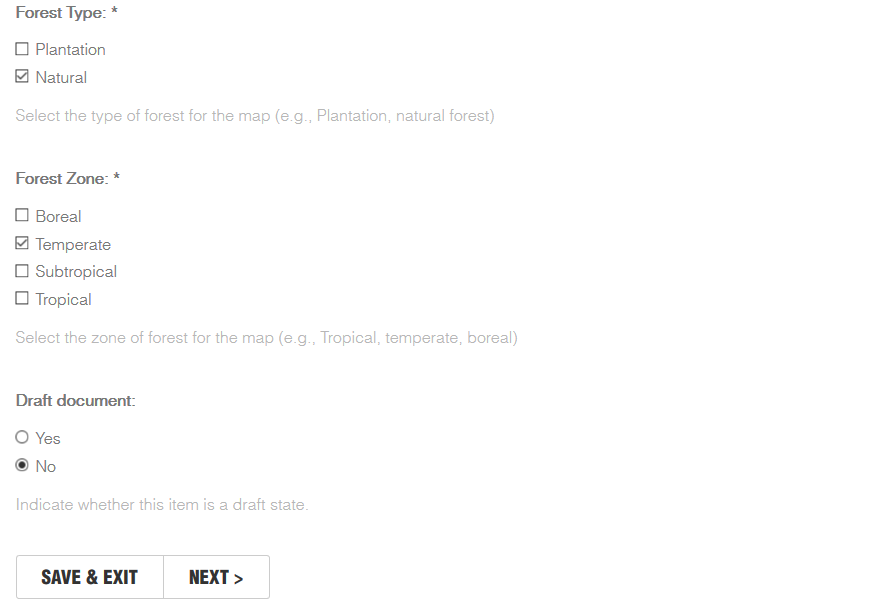 Forest Type: *
Plantation
Natural
Select the type of forest for the map (e.g., Plantation, natural forest)
Forest Zone: *
Boreal
Temperate
Subtropical
Tropical
Select the zone of forest for the map (e.g., Tropical, temperate, boreal)
Draft document:
Yes
No
Indicate whether this item is a draft state.
SAVE & EXIT NEXT >